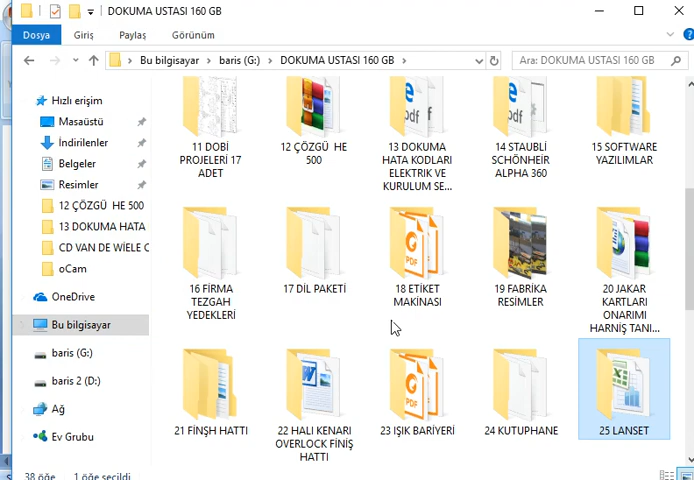 DOKUMA USTASI 160 GB
Dosya Giriş Paylaş Görünüm
Bu bilgisayar baris (G:) DOKUMA USTASI 160 GB
Ara: DOKUMA USTASI 160 GB
Hızlı erişim
Masaüstü
İndirilenler
Belgeler
Resimler
12 ÇÖZGÜ HE 500
13 DOKUMA HATA
CD VAN DE WİELE C
oCam
OneDrive
Bu bilgisayar
baris (G:)
baris 2 (D:)
Ağ
Ev Grubu
11 DOBİ
PROJELERİ 17
ADET
12 ÇÖZGÜ HE
500
13 DOKUMA
HATA KODLARI
ELEKTRIK VE
KURULUM SE...
14 STAUBLİ
SCHÖNHEİR
ALPHA 360
15 SOFTWARE
YAZILIMLAR
16 FİRMA
TEZGAH
YEDEKLERİ
17 DİL PAKETİ
18 ETİKET
MAKİNASI
19 FABRİKA
RESIMLER
20 JAKAR
KARTLARI
ONARIMI
HARNİŞ TANI...
21 FİNŞH HATTI
22 HALI KENARI
OVERLOCK FİNİŞ
HATTI
23 IŞIK BARİYERİ
24 KUTUPHANE
25 LANSET
38 öğe 1 öğe seçildi